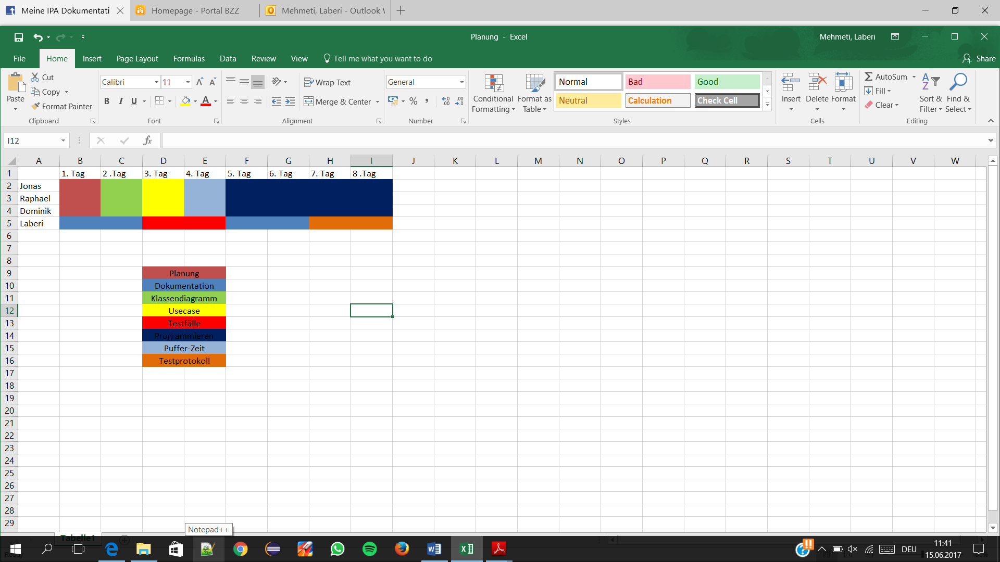 Meine IPA Dokumentati
Homepage - Portal BZZ
Mehmeti, Laberi - Outlook
Planung - Excel
Mehmeti, Laberi
File Home Insert Page Layout Formulas Data Review View Tell me what you want to do
Share
Paste
Cut
Copy
Format Painter
Clipboard
Calibri 11
B I U
Font
Wrap Text
Merge & Center
Alignment
General
Number
Conditional Formatting
Format as Table
Normal Bad Good
Neutral Calculation Check Cell
Styles
Insert Delete Format
Cells
AutoSum
Fill
Clear
Sort & Filter
Find & Select
Editing
I12
fx
A B C D E F G H I J K L M N O P Q R S T U V W
1 1. Tag 2 .Tag 3. Tag 4. Tag 5. Tag 6. Tag 7. Tag 8 .Tag
2 Jonas
3 Raphael
4 Dominik
5 Laberi
6
7
8
9 Planung
10 Dokumentation
11 Klassendiagramm
12 Usecase
13 Testfälle
14 Programmieren
15 Puffer-Zeit
16 Testprotokoll
17
18
19
20
21
22
23
24
25
26
27
28
29
Notepad++
Tabelle1
Ready
DEU
11:41
15.06.2017